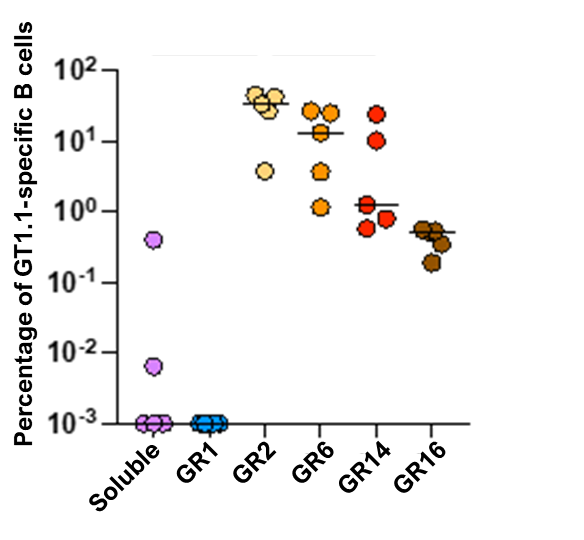 Percentage of GT1.1-specific B cells
10²
10¹
10⁰
10⁻¹
10⁻²
10⁻³
Soluble
GR1
GR2
GR6
GR14
GR16